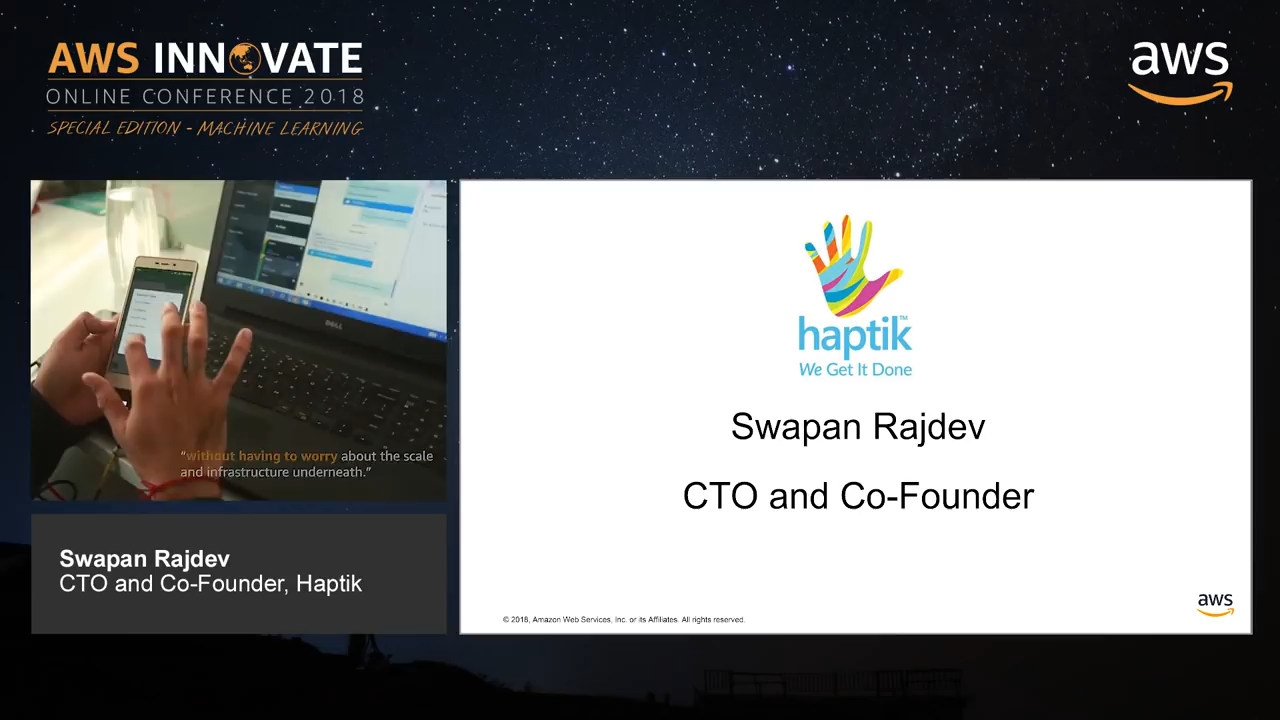 AWS INNOVATE
ONLINE CONFERENCE 2018
SPECIAL EDITION - MACHINE LEARNING
aws
DELL
"without having to worry about the scale
and infrastructure underneath."
Swapan Rajdev
CTO and Co-Founder, Haptik
haptik™
We Get It Done
Swapan Rajdev
CTO and Co-Founder
© 2018, Amazon Web Services, Inc. or its Affiliates. All rights reserved.
aws